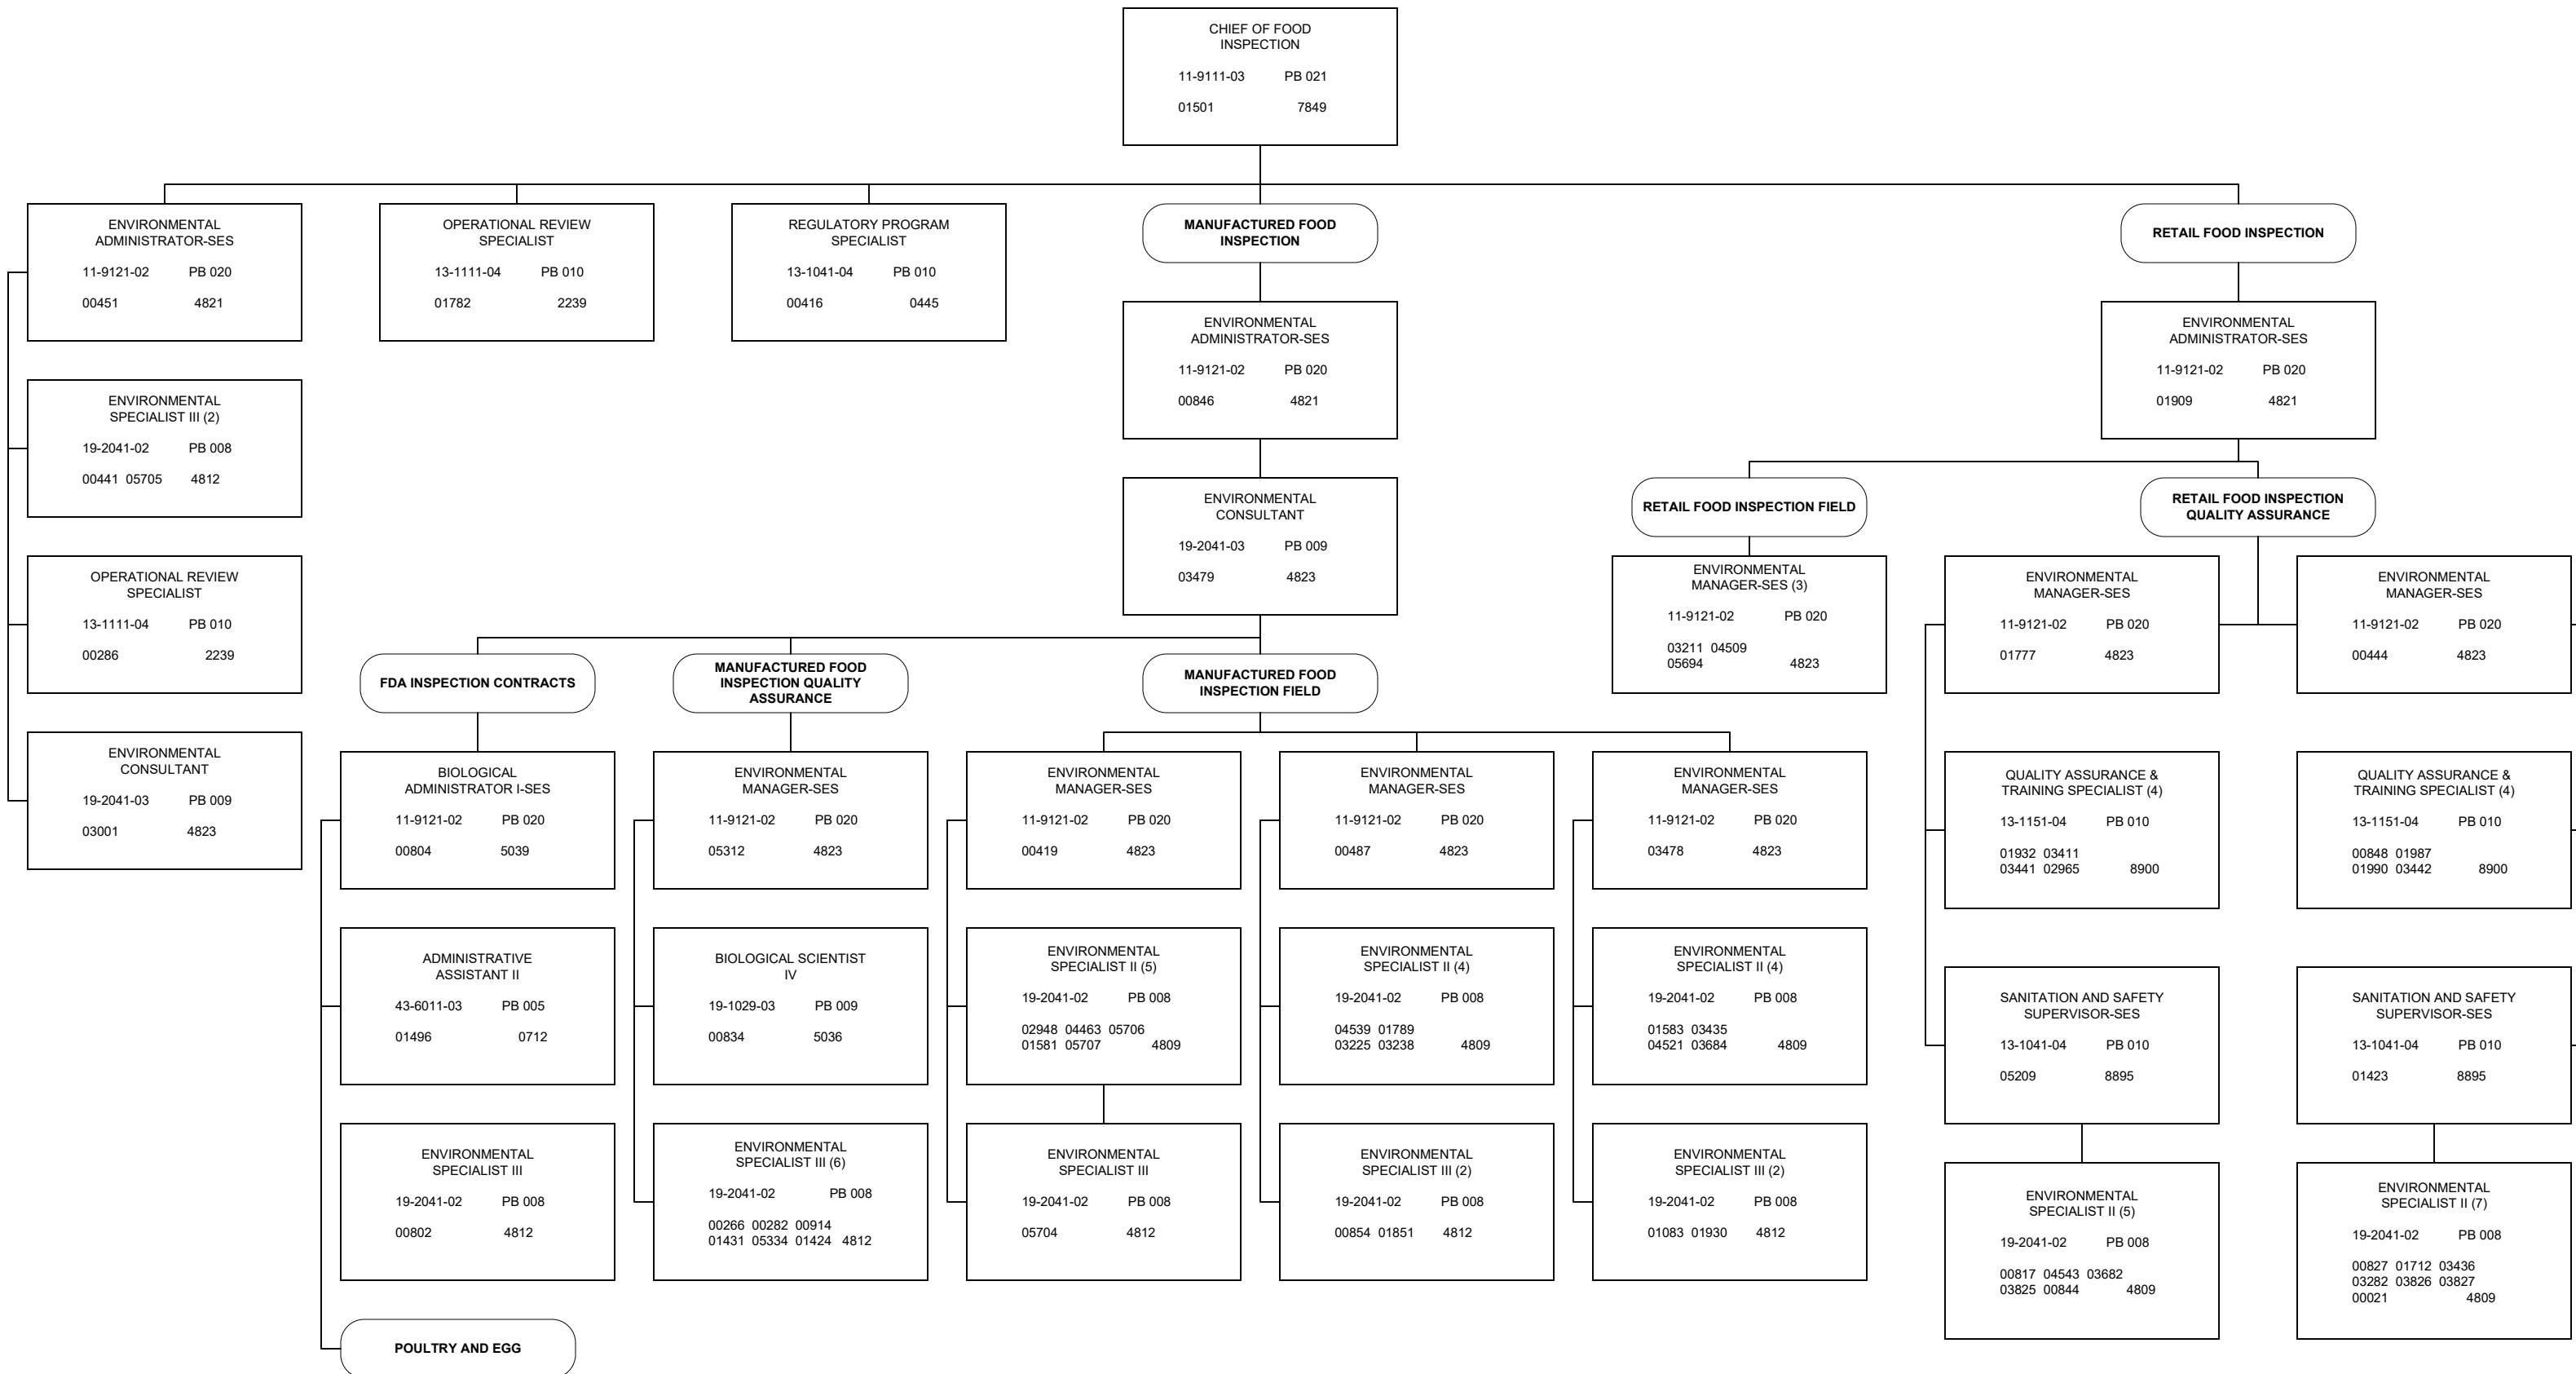 CHIEF OF FOOD
INSPECTION
11-9111-03 PB 021
01501 7849
ENVIRONMENTAL
ADMINISTRATOR-SES
11-9121-02 PB 020
00451 4821
OPERATIONAL REVIEW
SPECIALIST
13-1111-04 PB 010
01782 2239
REGULATORY PROGRAM
SPECIALIST
13-1041-04 PB 010
00416 0445
MANUFACTURED FOOD
INSPECTION
RETAIL FOOD INSPECTION
ENVIRONMENTAL
SPECIALIST III (2)
19-2041-02 PB 008
00441 05705 4812
OPERATIONAL REVIEW
SPECIALIST
13-1111-04 PB 010
00286 2239
ENVIRONMENTAL
CONSULTANT
19-2041-03 PB 009
03001 4823
ENVIRONMENTAL
ADMINISTRATOR-SES
11-9121-02 PB 020
00846 4821
ENVIRONMENTAL
CONSULTANT
19-2041-03 PB 009
03479 4823
FDA INSPECTION CONTRACTS
BIOLOGICAL
ADMINISTRATOR I-SES
11-9121-02 PB 020
00804 5039
ADMINISTRATIVE
ASSISTANT II
43-6011-03 PB 005
01496 0712
ENVIRONMENTAL
SPECIALIST III
19-2041-02 PB 008
00802 4812
POULTRY AND EGG
MANUFACTURED FOOD
INSPECTION QUALITY
ASSURANCE
ENVIRONMENTAL
MANAGER-SES
11-9121-02 PB 020
05312 4823
BIOLOGICAL SCIENTIST
IV
19-1029-03 PB 009
00834 5036
ENVIRONMENTAL
SPECIALIST III (6)
19-2041-02 PB 008
00266 00282 00914
01431 05334 01424 4812
MANUFACTURED FOOD
INSPECTION FIELD
ENVIRONMENTAL
MANAGER-SES
11-9121-02 PB 020
00419 4823
ENVIRONMENTAL
SPECIALIST II (5)
19-2041-02 PB 008
02948 04463 05706
01581 05707 4809
ENVIRONMENTAL
SPECIALIST III
19-2041-02 PB 008
05704 4812
ENVIRONMENTAL
MANAGER-SES
11-9121-02 PB 020
00487 4823
ENVIRONMENTAL
SPECIALIST II (4)
19-2041-02 PB 008
04539 01789
03225 03238 4809
ENVIRONMENTAL
SPECIALIST III (2)
19-2041-02 PB 008
00854 01851 4812
ENVIRONMENTAL
MANAGER-SES
11-9121-02 PB 020
03478 4823
ENVIRONMENTAL
SPECIALIST II (4)
19-2041-02 PB 008
01583 03435
04521 03684 4809
ENVIRONMENTAL
SPECIALIST III (2)
19-2041-02 PB 008
01083 01930 4812
ENVIRONMENTAL
ADMINISTRATOR-SES
11-9121-02 PB 020
01909 4821
RETAIL FOOD INSPECTION FIELD
ENVIRONMENTAL
MANAGER-SES (3)
11-9121-02 PB 020
03211 04509
05694 4823
RETAIL FOOD INSPECTION
QUALITY ASSURANCE
ENVIRONMENTAL
MANAGER-SES
11-9121-02 PB 020
01777 4823
QUALITY ASSURANCE &
TRAINING SPECIALIST (4)
13-1151-04 PB 010
01932 03411
03441 02965 8900
SANITATION AND SAFETY
SUPERVISOR-SES
13-1041-04 PB 010
05209 8895
ENVIRONMENTAL
SPECIALIST II (5)
19-2041-02 PB 008
00817 04543 03682
03825 00844 4809
ENVIRONMENTAL
MANAGER-SES
11-9121-02 PB 020
00444 4823
QUALITY ASSURANCE &
TRAINING SPECIALIST (4)
13-1151-04 PB 010
00848 01987
01990 03442 8900
SANITATION AND SAFETY
SUPERVISOR-SES
13-1041-04 PB 010
01423 8895
ENVIRONMENTAL
SPECIALIST II (7)
19-2041-02 PB 008
00827 01712 03436
03282 03826 03827
00021 4809